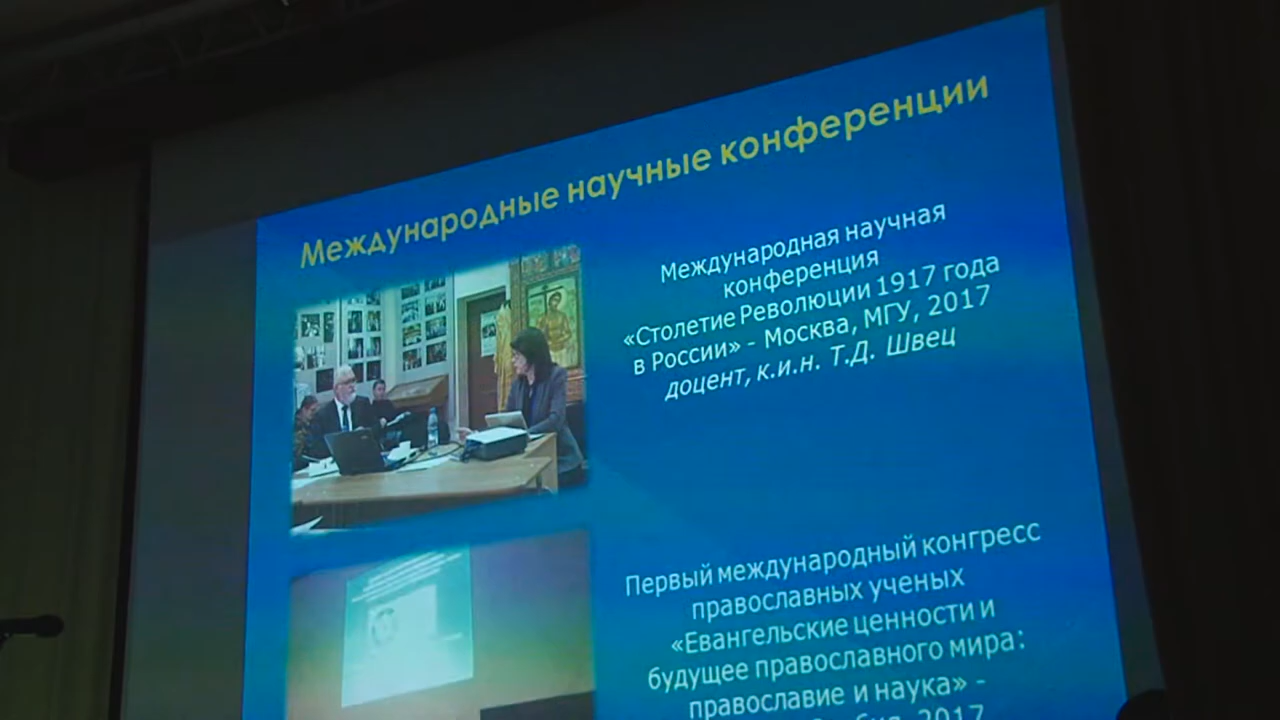 Международные научные конференции
Международная научная
конференция
«Столетие Революции 1917 года
в России» - Москва, МГУ, 2017
доцент, к.и.н. Т.Д. Швец
Первый международный конгресс
православных ученых
«Евангельские ценности и
будущее православного мира:
православие и наука» -
2017